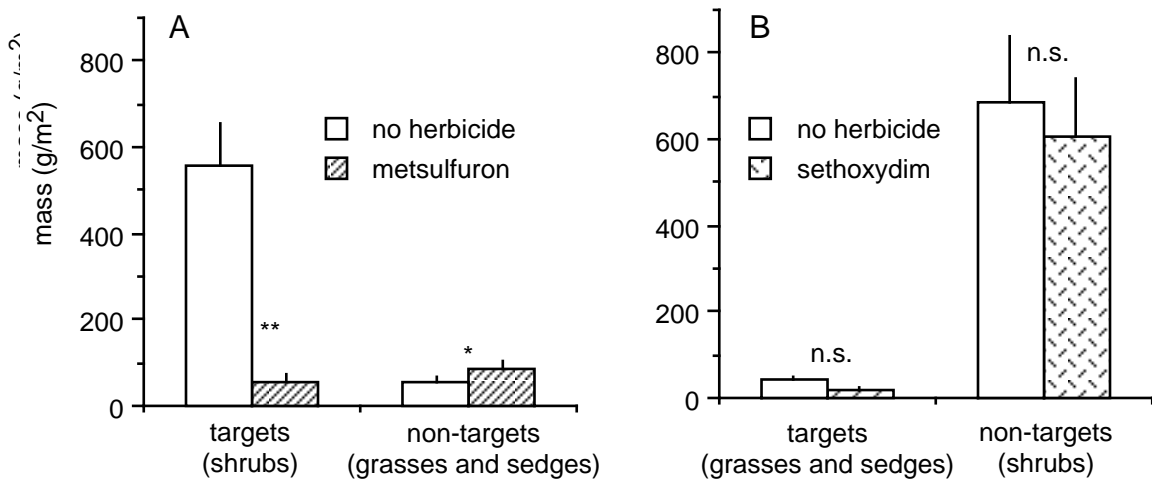 A
mass (g/m2)
800
600
400
200
0
no herbicide
metsulfuron
**
*
targets
(shrubs)
non-targets
(grasses and sedges)
B
800
600
400
200
0
n.s.
no herbicide
sethoxydim
n.s.
targets
(grasses and sedges)
non-targets
(shrubs)